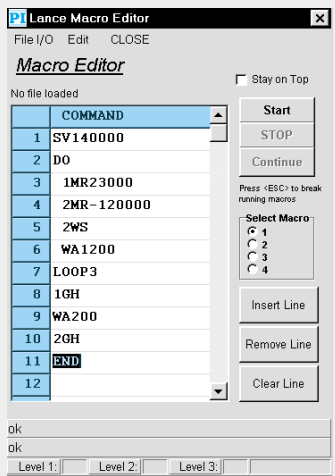 PI Lance Macro Editor X
File I/O Edit CLOSE
Macro Editor
Stay on Top
No file loaded
COMMAND
1 SV140000
2 DO
3 1MR23000
4 2MR-120000
5 2WS
6 WA1200
7 LOOP3
8 1GH
9 WA200
10 2GH
11 END
12
Start
STOP
Continue
Press <ESC> to break
running macros
Select Macro
1
2
3
4
Insert Line
Remove Line
Clear Line
ok
ok
Level 1: Level 2: Level 3: